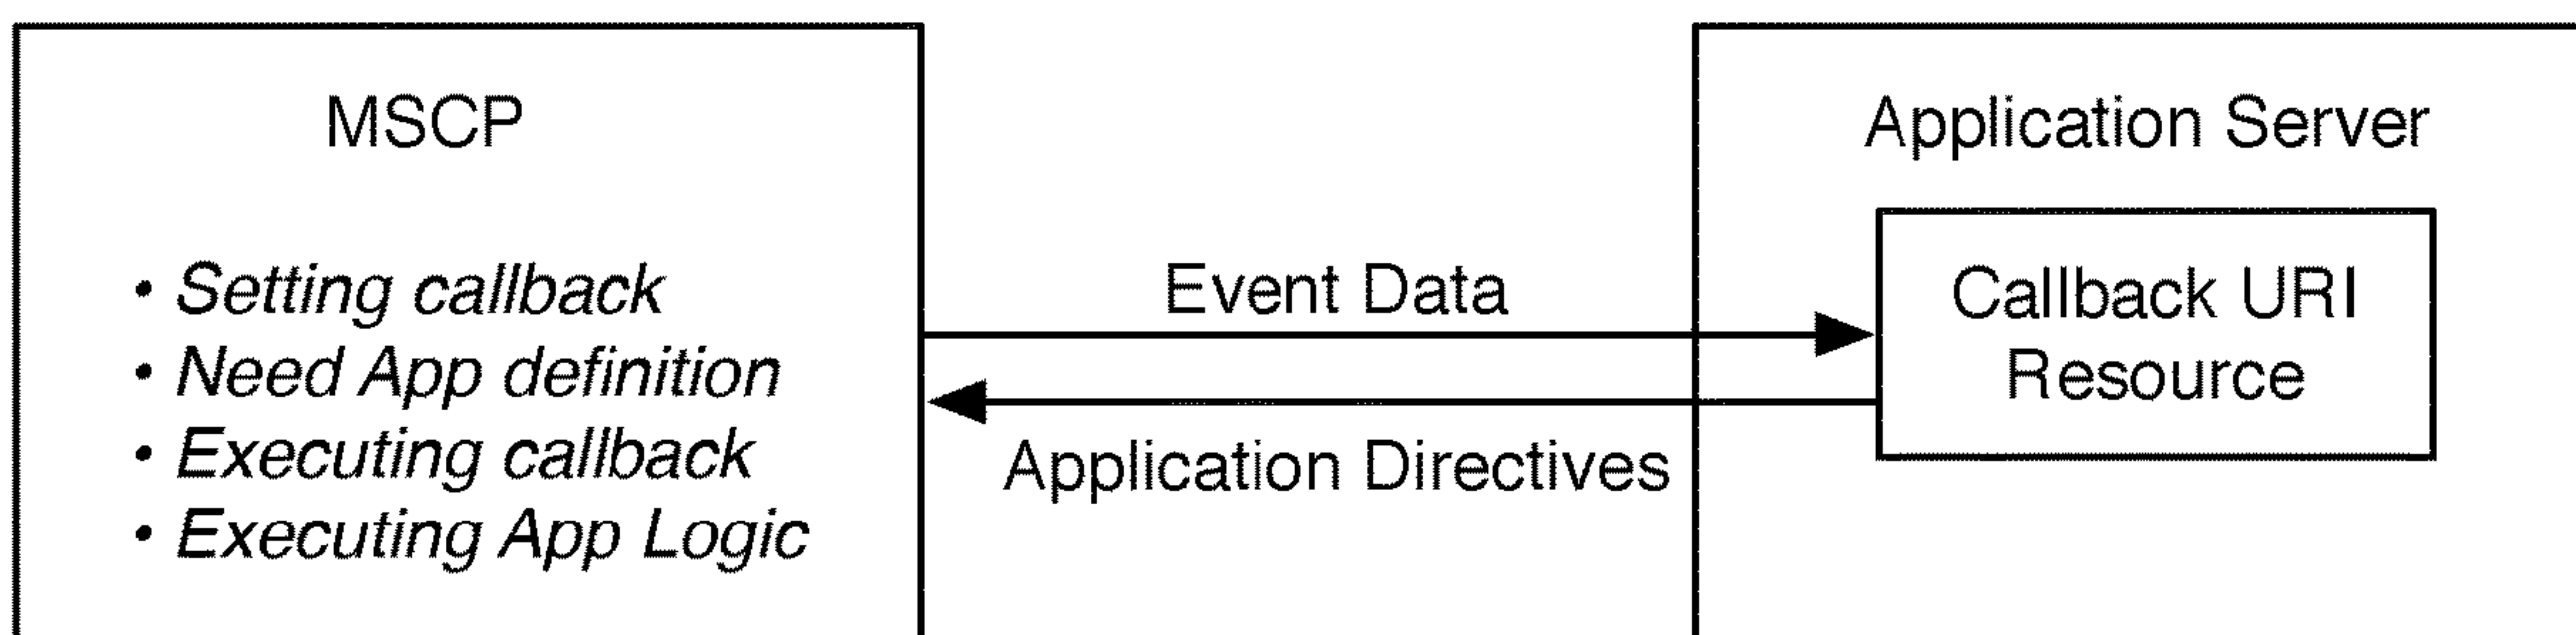 MSCP
• Setting callback
• Need App definition
• Executing callback
• Executing App Logic
Event Data
Application Directives
Application Server
Callback URI
Resource